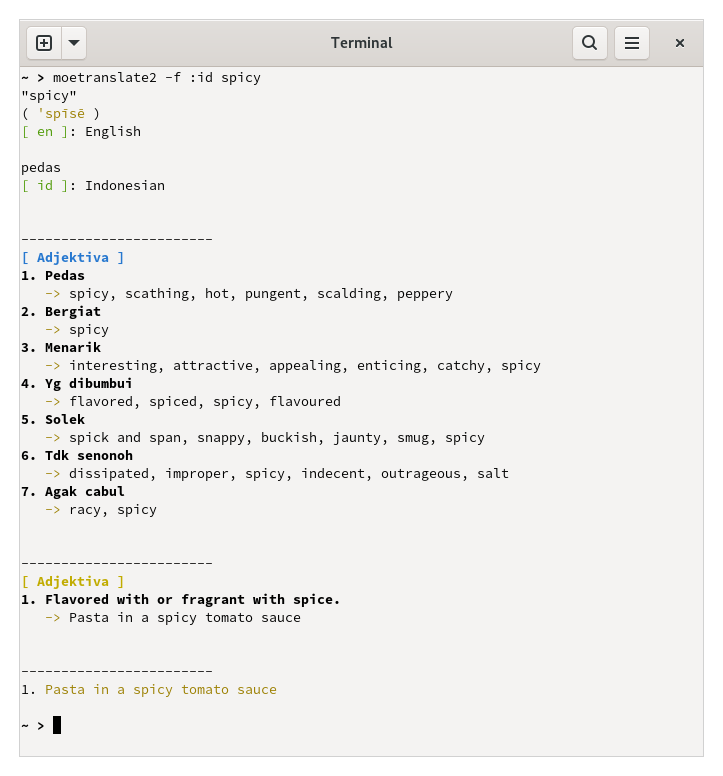 Terminal
~ > moetranslate2 -f :id spicy
"spicy"
( ˈspīsē )
[ en ]: English
pedas
[ id ]: Indonesian
------------------------
[ Adjektiva ]
1. Pedas
-> spicy, scathing, hot, pungent, scalding, peppery
2. Bergiat
-> spicy
3. Menarik
-> interesting, attractive, appealing, enticing, catchy, spicy
4. Yg dibumbui
-> flavored, spiced, spicy, flavoured
5. Solek
-> spick and span, snappy, buckish, jaunty, smug, spicy
6. Tdk senonoh
-> dissipated, improper, spicy, indecent, outrageous, salt
7. Agak cabul
-> racy, spicy
------------------------
[ Adjektiva ]
1. Flavored with or fragrant with spice.
-> Pasta in a spicy tomato sauce
------------------------
1. Pasta in a spicy tomato sauce
~ >